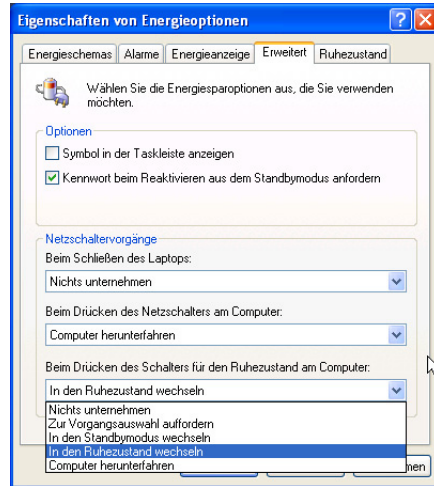 Eigenschaften von Energieoptionen
Energieschemas Alarme Energieanzeige Erweitert Ruhezustand
Wählen Sie die Energiesparoptionen aus, die Sie verwenden
möchten.
Optionen
Symbol in der Taskleiste anzeigen
Kennwort beim Reaktivieren aus dem Standbymodus anfordern
Netzschaltervorgänge
Beim Schließen des Laptops:
Nichts unternehmen
Beim Drücken des Netzschalters am Computer:
Computer herunterfahren
Beim Drücken des Schalters für den Ruhezustand am Computer:
In den Ruhezustand wechseln
Nichts unternehmen
Zur Vorgangsauswahl auffordern
In den Standbymodus wechseln
In den Ruhezustand wechseln
Computer herunterfahren
men